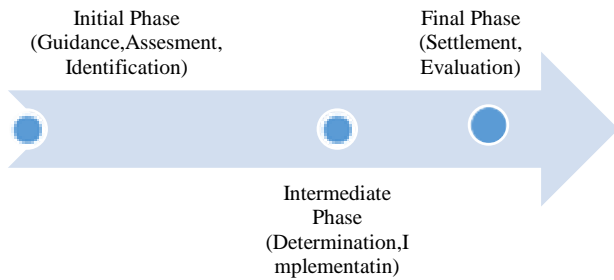 Initial Phase
(Guidance,Assesment,
Identification)
Final Phase
(Settlement,
Evaluation)
Intermediate
Phase
(Determination,I
mplementatin)